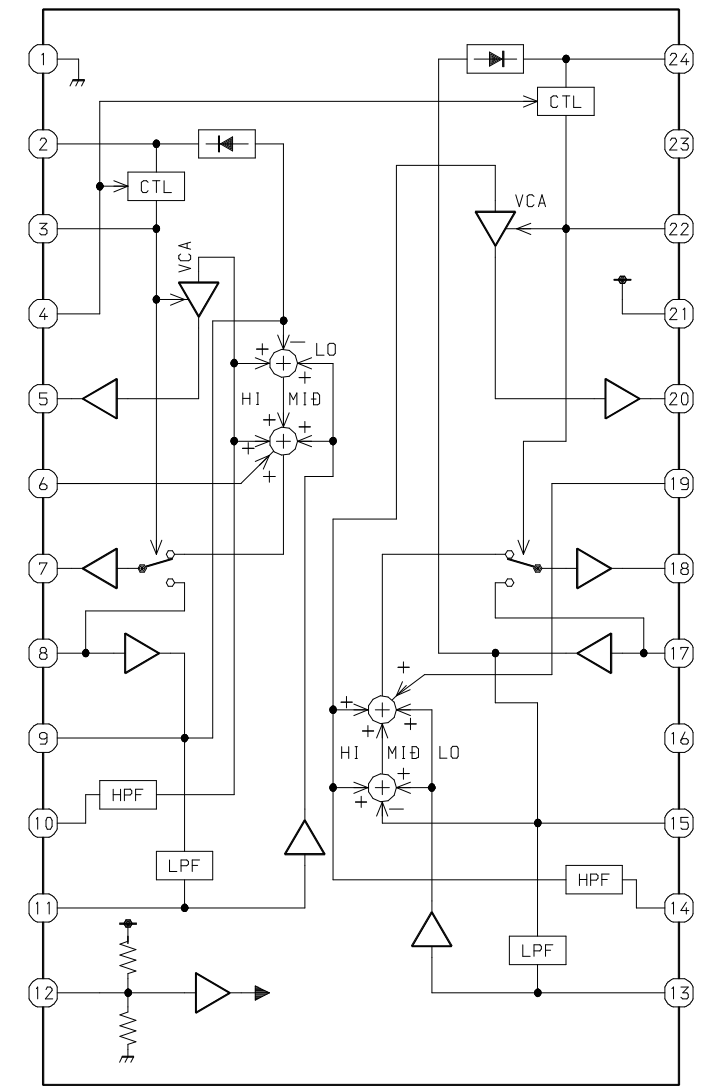 1
24
CTL
2
23
CTL
VCA
3
22
VCA
4
21
+
−
LO
+
+
5
HI
MID
20
+
+
+
+
6
19
7
18
8
17
+
+
+
+
9
16
HI
MID
LO
+
+
−
HPF
10
15
+
+
LPF
HPF
11
14
LPF
12
13